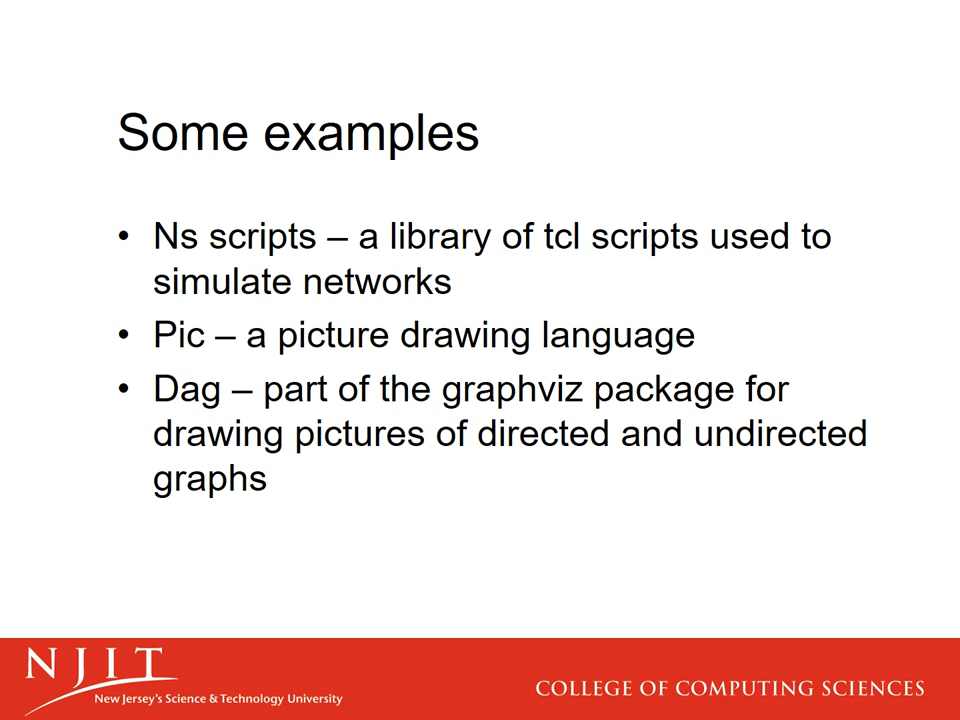 Some examples
• Ns scripts – a library of tcl scripts used to
simulate networks
• Pic – a picture drawing language
• Dag – part of the graphviz package for
drawing pictures of directed and undirected
graphs
NJIT
New Jersey's Science & Technology University
COLLEGE OF COMPUTING SCIENCES